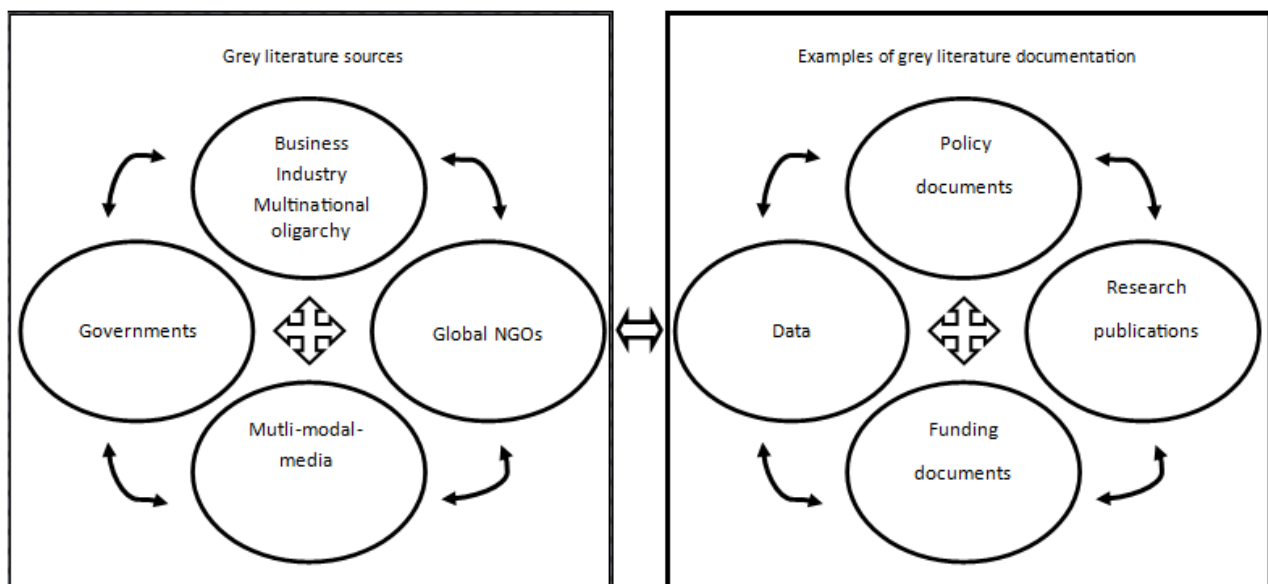 Grey literature sources
Business
Industry
Multinational
oligarchy
Governments
Global NGOs
Mutli-modal-
media
Examples of grey literature documentation
Policy
documents
Data
Research
publications
Funding
documents